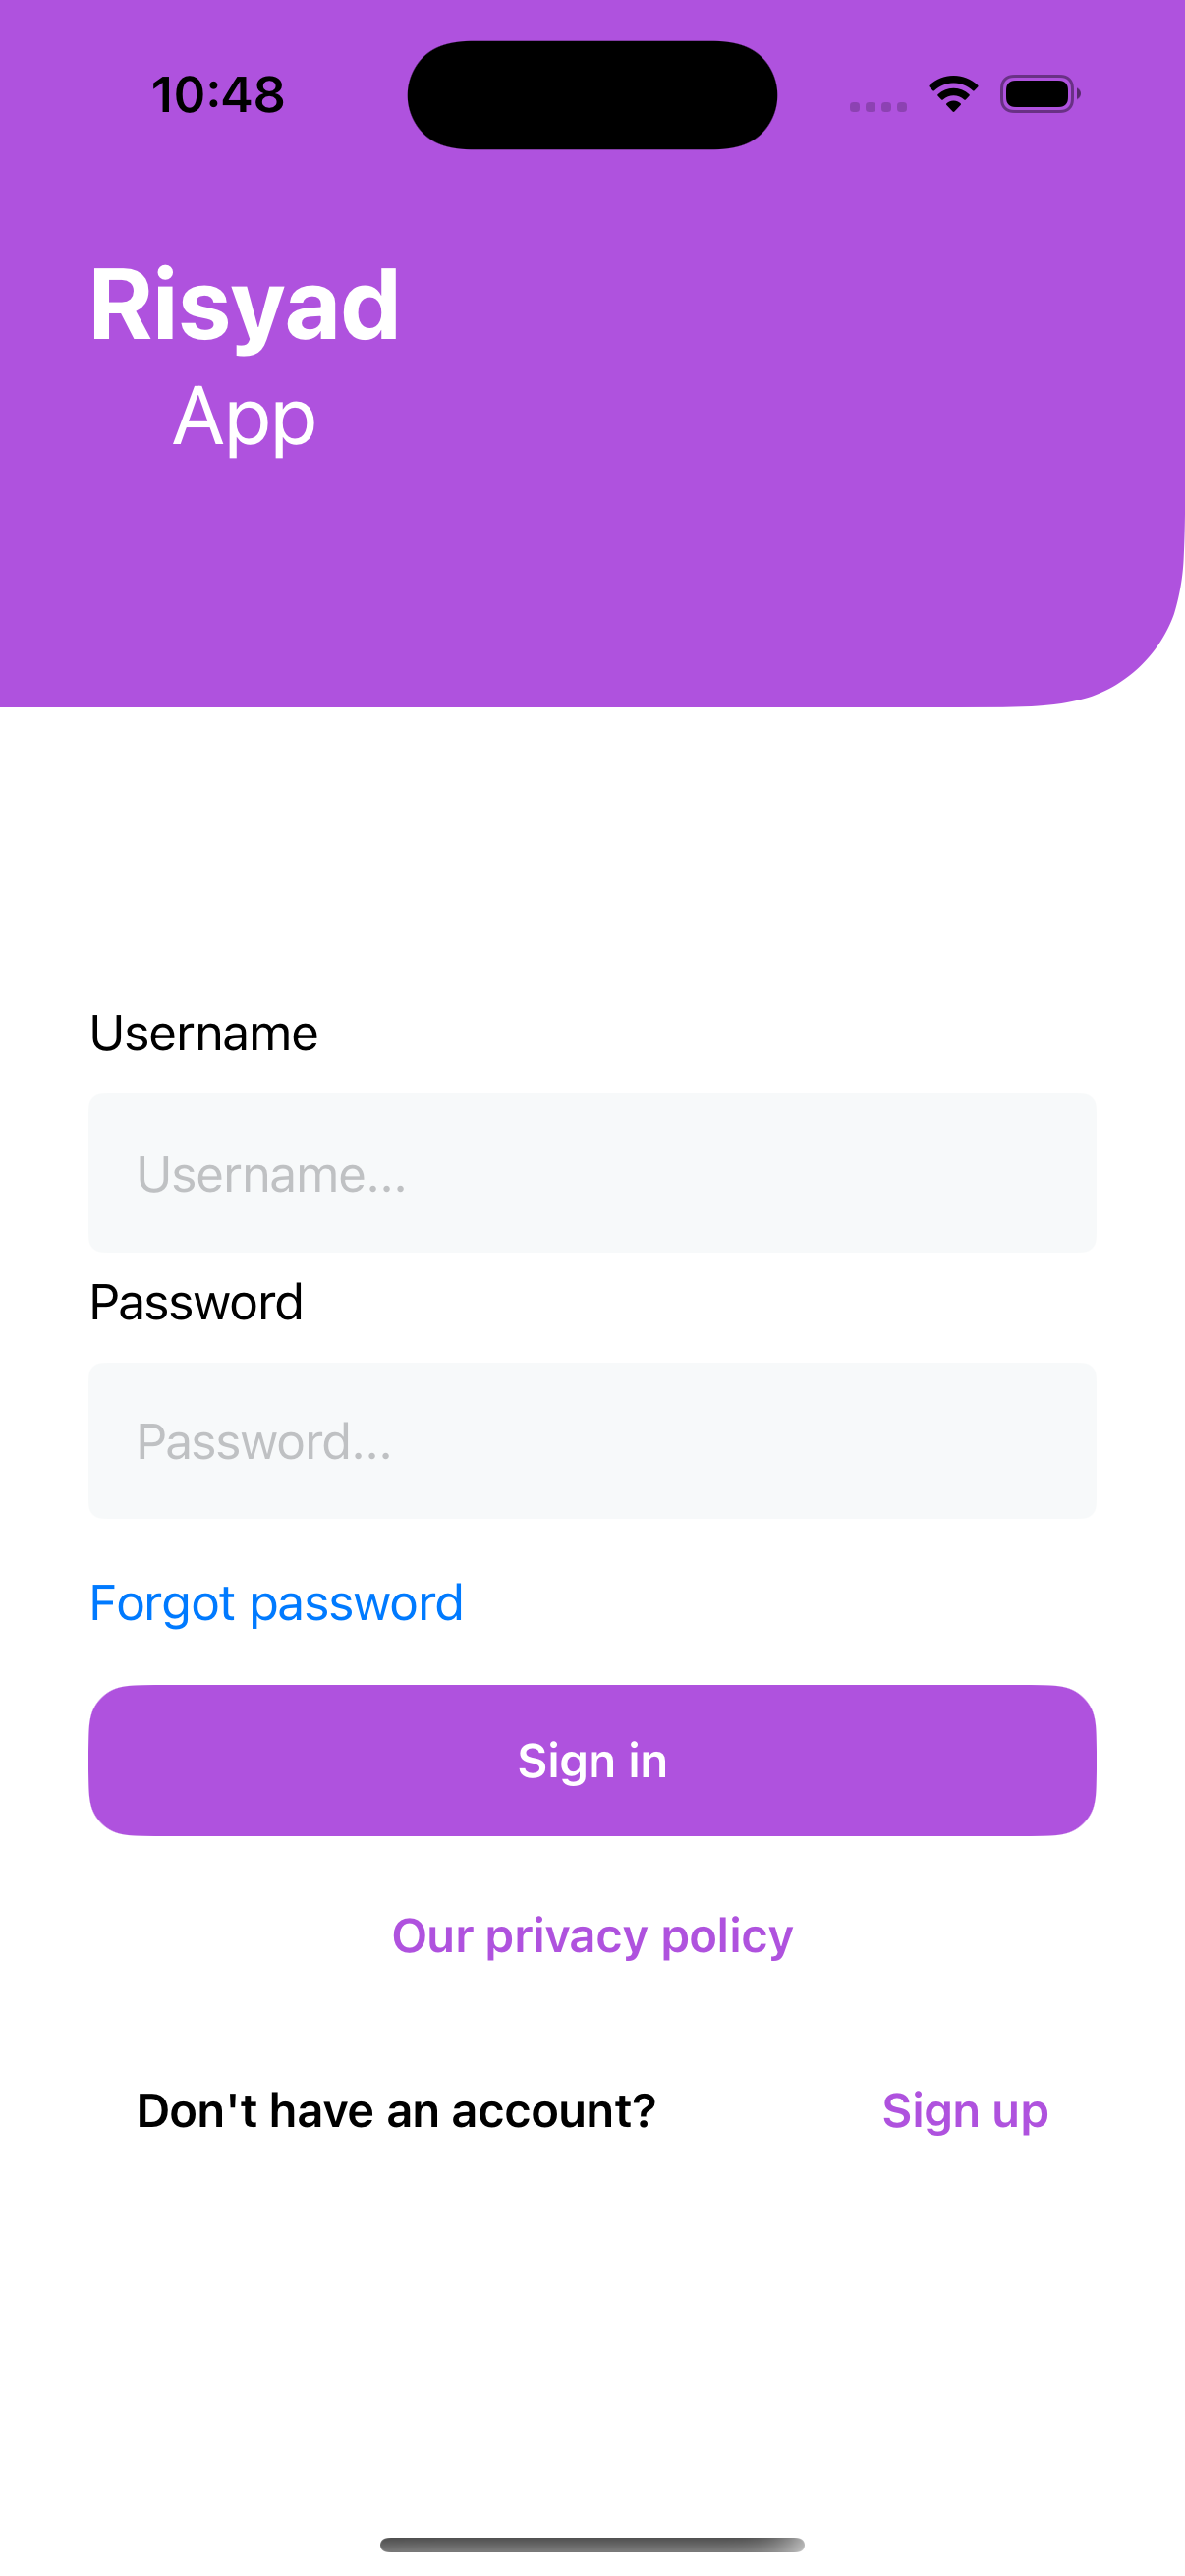 10:48
Risyad
App
Username
Username...
Password
Password...
Forgot password
Sign in
Our privacy policy
Don't have an account? Sign up